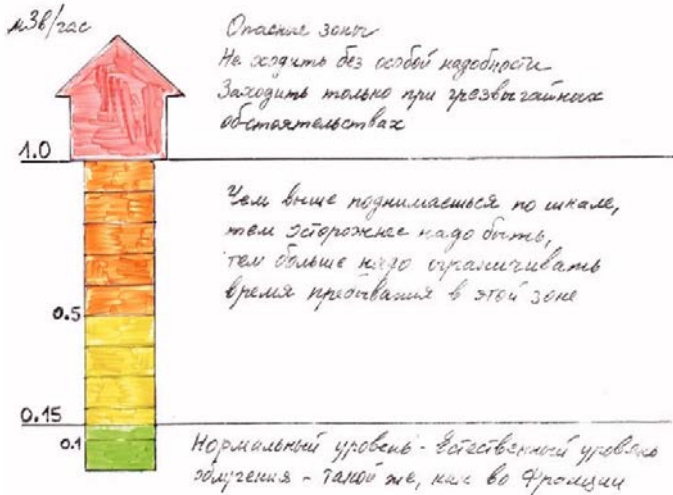 мЗв/час
Опасные зоны
Не ходить без особой надобности
Заходить только при чрезвычайных
обстоятельствах
1.0
Чем выше поднимаешься по шкале,
тем осторожнее надо быть,
тем больше надо ограничивать
время пребывания в этой зоне
0.5
0.15
0.1
Нормальный уровень - Естественный уровень
облучения - такой же, как во Франции